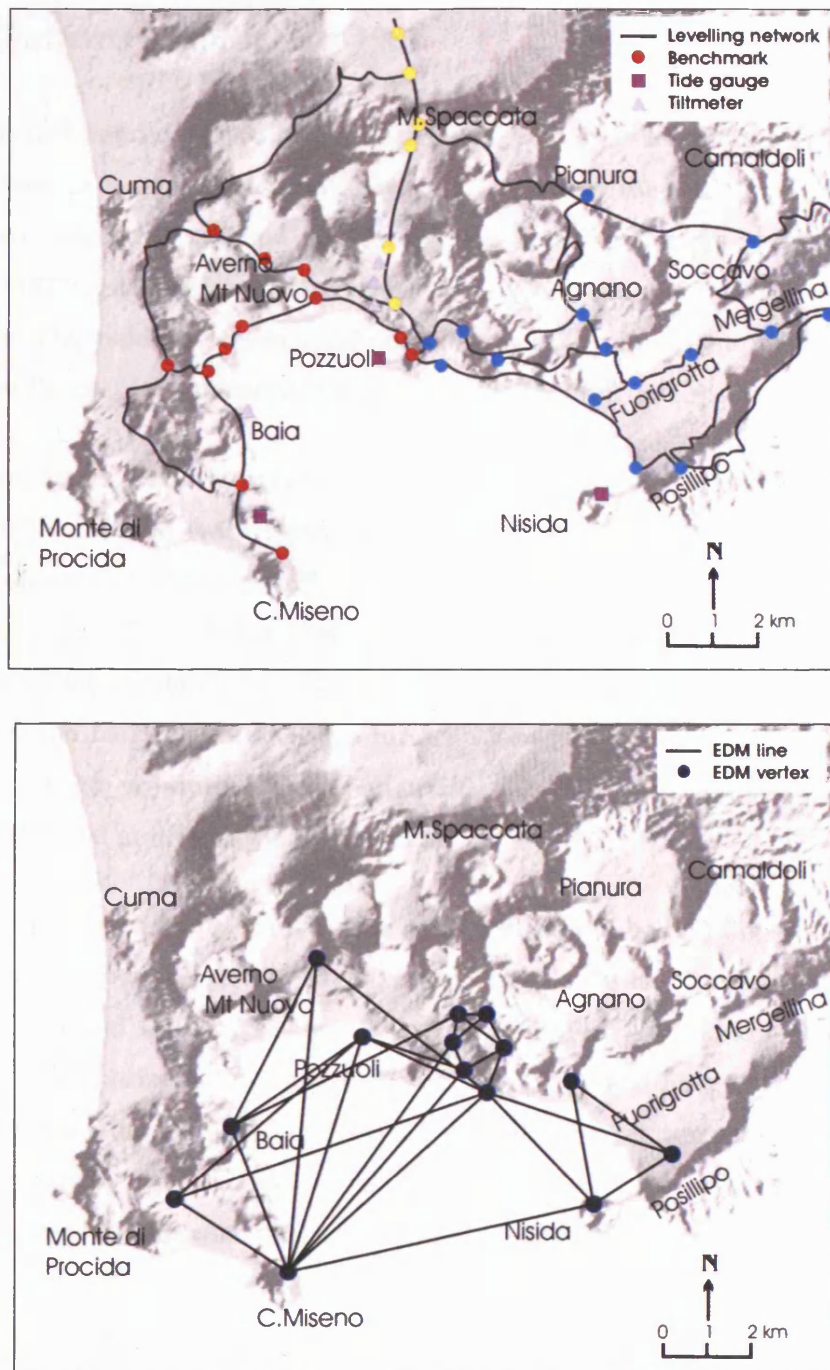 Levelling network
Benchmark
Tide gauge
Tiltmeter
M.Spaccata
Camaldoli
Pianura
Cuma
Soccavo
Averno
Mt Nuovo
Agnano
Mergellina
Pozzuoli
Fuorigrotta
Baia
Posillipo
Nisida
Monte di
Procida
C.Miseno
N
0 1 2 km
EDM line
EDM vertex
M.Spaccata
Camaldoli
Pianura
Cuma
Soccavo
Averno
Mt Nuovo
Agnano
Mergellina
Pozzuoli
Fuorigrotta
Baia
Posillipo
Nisida
Monte di
Procida
C.Miseno
N
0 1 2 km